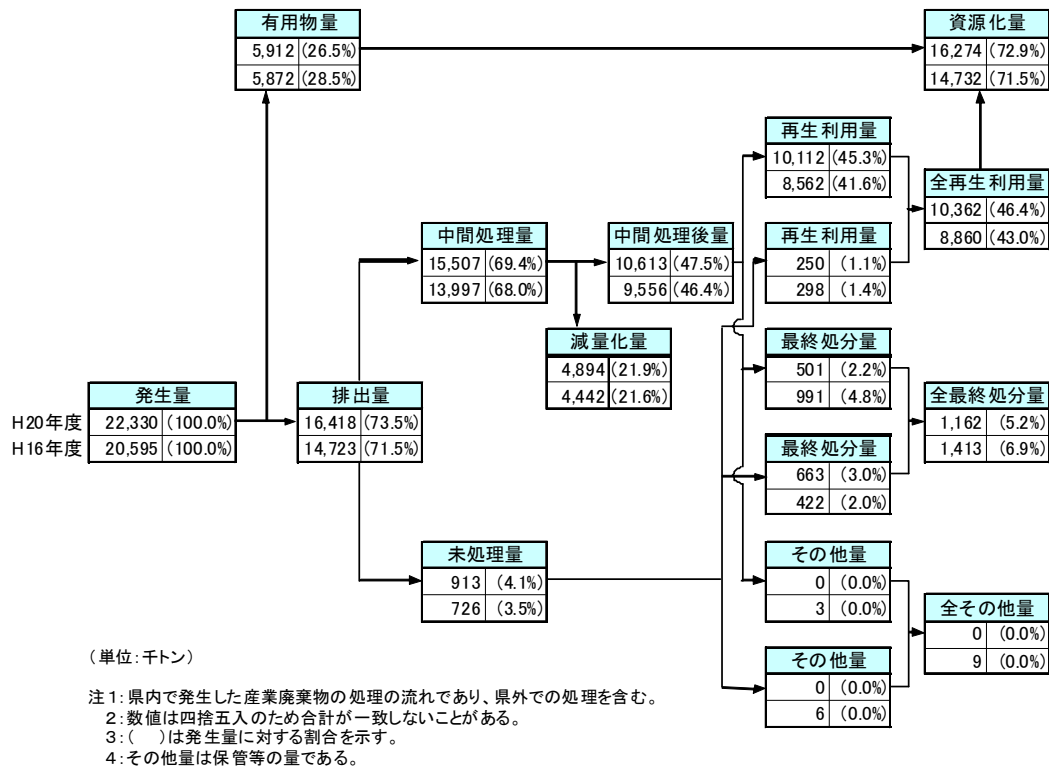 有用物量
5,912 (26.5%)
5,872 (28.5%)
資源化量
16,274 (72.9%)
14,732 (71.5%)
再生利用量
10,112 (45.3%)
8,562 (41.6%)
全再生利用量
10,362 (46.4%)
8,860 (43.0%)
中間処理量
15,507 (69.4%)
13,997 (68.0%)
中間処理後量
10,613 (47.5%)
9,556 (46.4%)
再生利用量
250 (1.1%)
298 (1.4%)
減量化量
4,894 (21.9%)
4,442 (21.6%)
最終処分量
501 (2.2%)
991 (4.8%)
発生量
H20年度 22,330 (100.0%)
H16年度 20,595 (100.0%)
排出量
16,418 (73.5%)
14,723 (71.5%)
全最終処分量
1,162 (5.2%)
1,413 (6.9%)
最終処分量
663 (3.0%)
422 (2.0%)
未処理量
913 (4.1%)
726 (3.5%)
その他量
0 (0.0%)
3 (0.0%)
全その他量
0 (0.0%)
9 (0.0%)
その他量
0 (0.0%)
6 (0.0%)
(単位:千トン)
注1:県内で発生した産業廃棄物の処理の流れであり、県外での処理を含む。
2:数値は四捨五入のため合計が一致しないことがある。
3:( )は発生量に対する割合を示す。
4:その他量は保管等の量である。